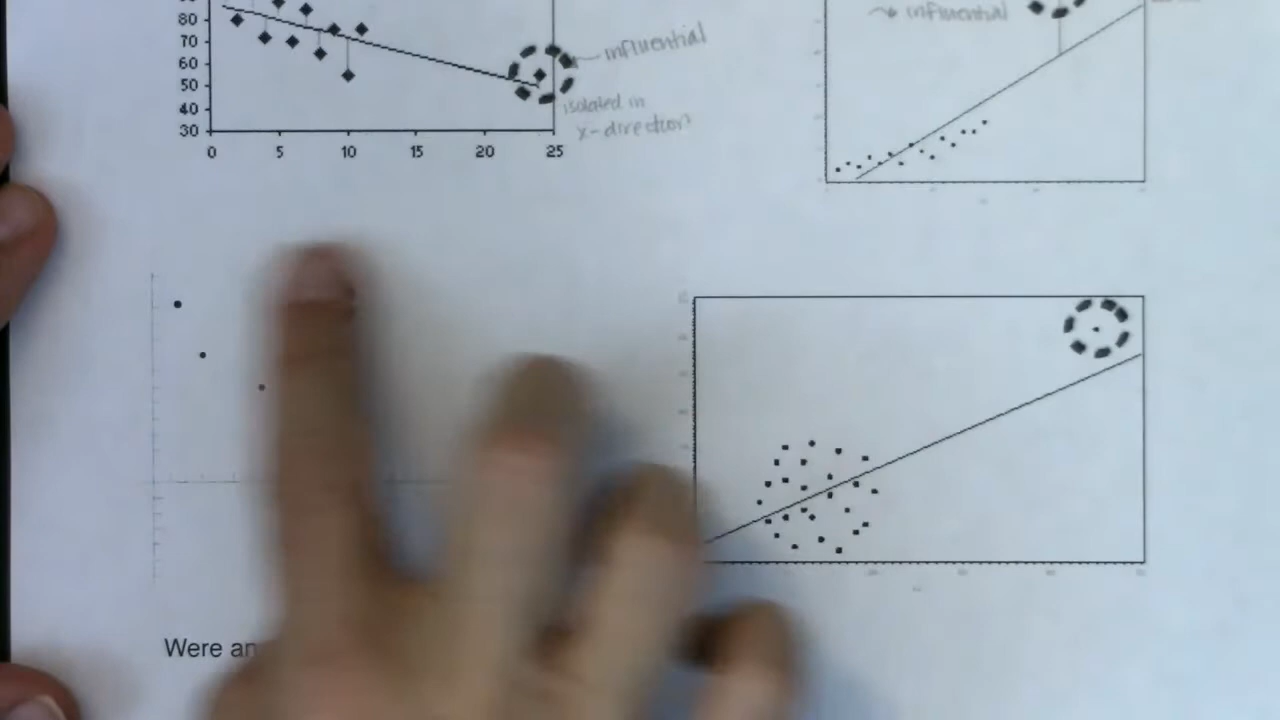 80
70
60
50
40
30
0 5 10 15 20 25
influential
isolated in
x-direction?
influential
Were an